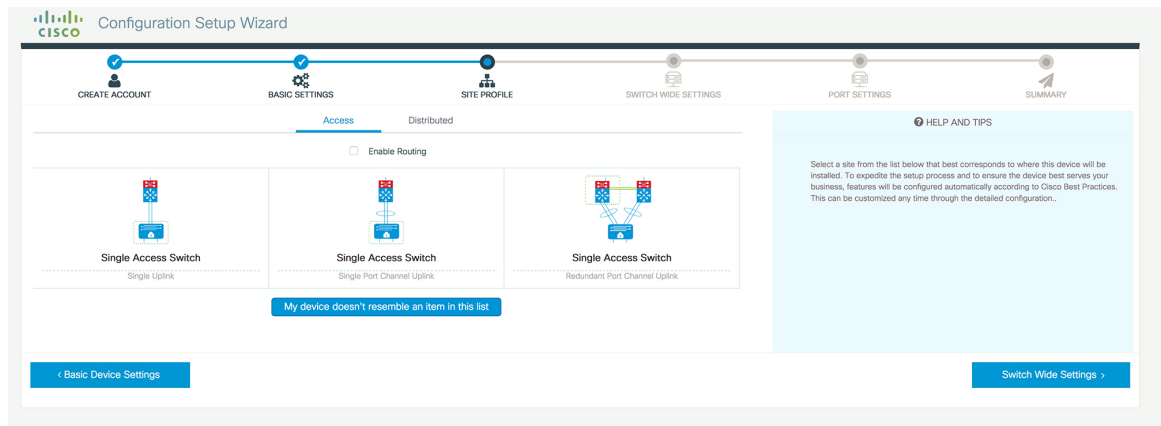 CISCO
Configuration Setup Wizard
CREATE ACCOUNT
BASIC SETTINGS
SITE PROFILE
SWITCH WIDE SETTINGS
PORT SETTINGS
SUMMARY
Access
Distributed
Enable Routing
Single Access Switch
Single Uplink
Single Access Switch
Single Port Channel Uplink
Single Access Switch
Redundant Port Channel Uplink
My device doesn't resemble an item in this list
HELP AND TIPS
Select a site from the list below that best corresponds to where this device will be
installed. To expedite the setup process and to ensure the device best serves your
business, features will be configured automatically according to Cisco Best Practices.
This can be customized any time through the detailed configuration..
< Basic Device Settings
Switch Wide Settings >